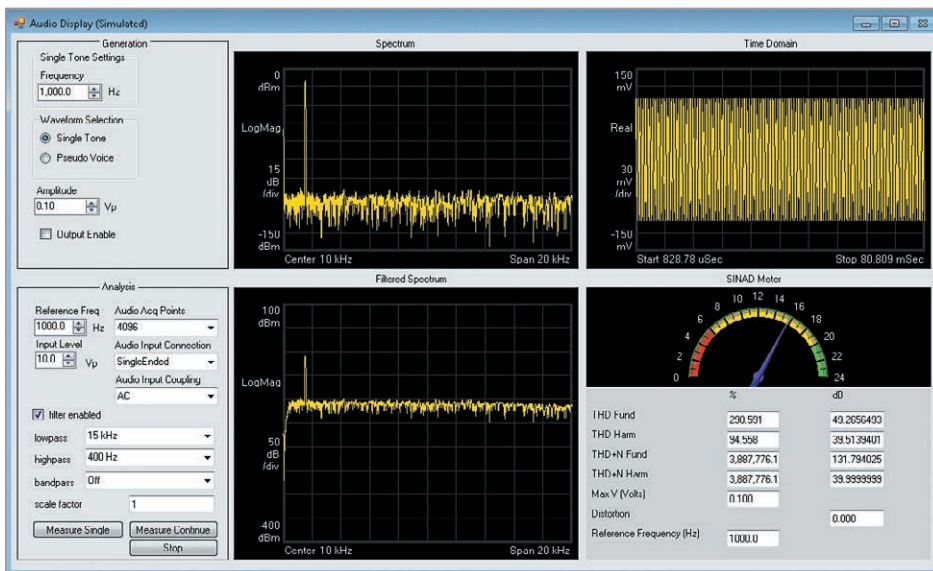 Audio Display (Simulated)
Generation
Single Tone Settings
Frequency
1,000.0 Hz
Waveform Selection
Single Tone
Pseudo Voice
Amplitude
0.10 Vp
Output Enable
Spectrum
0
dBm
LogMag
15
dB
/div
-150
dBm
Center 10 kHz
Span 20 kHz
Time Domain
150
mV
Real
30
mV
/div
-150
mV
Start 828.78 uSec
Stop 80.809 mSec
Analysis
Reference Freq
1000.0 Hz
Audio Acq Points
4096
Input Level
10.0 Vp
Audio Input Connection
SingleEnded
Audio Input Coupling
AC
filter enabled
lowpass 15 kHz
highpass 400 Hz
bandpass Off
scale factor 1
Measure Single
Measure Continue
Stop
Filtered Spectrum
100
dBm
LogMag
50
dB
/div
-400
dBm
Center 10 kHz
Span 20 kHz
SINAD Meter
0 2 4 6 8 10 12 14 16 18 20 22 24
% dB
THD Fund 290.591 49.2656493
THD Harm 94.558 39.5139401
THD+N Fund 3,887,776.1 131.794025
THD+N Harm 3,887,776.1 39.9999999
Max V (Volts) 0.100
Distortion 0.000
Reference Frequency (Hz) 1000.0